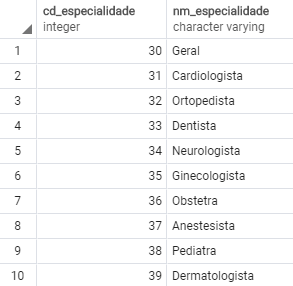 cd_especialidade nm_especialidade
integer character varying
1 30 Geral
2 31 Cardiologista
3 32 Ortopedista
4 33 Dentista
5 34 Neurologista
6 35 Ginecologista
7 36 Obstetra
8 37 Anestesista
9 38 Pediatra
10 39 Dermatologista